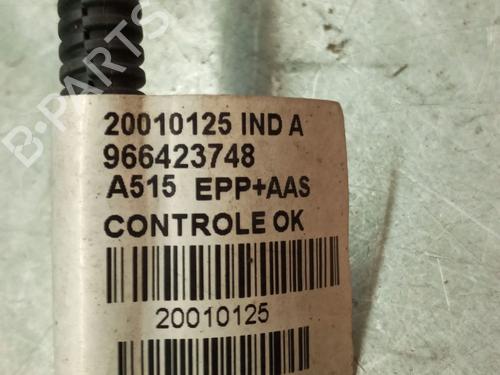 20010125 IND A
966423748
A515 EPP+AAS
CONTROLE OK
20010125
B-PARTS